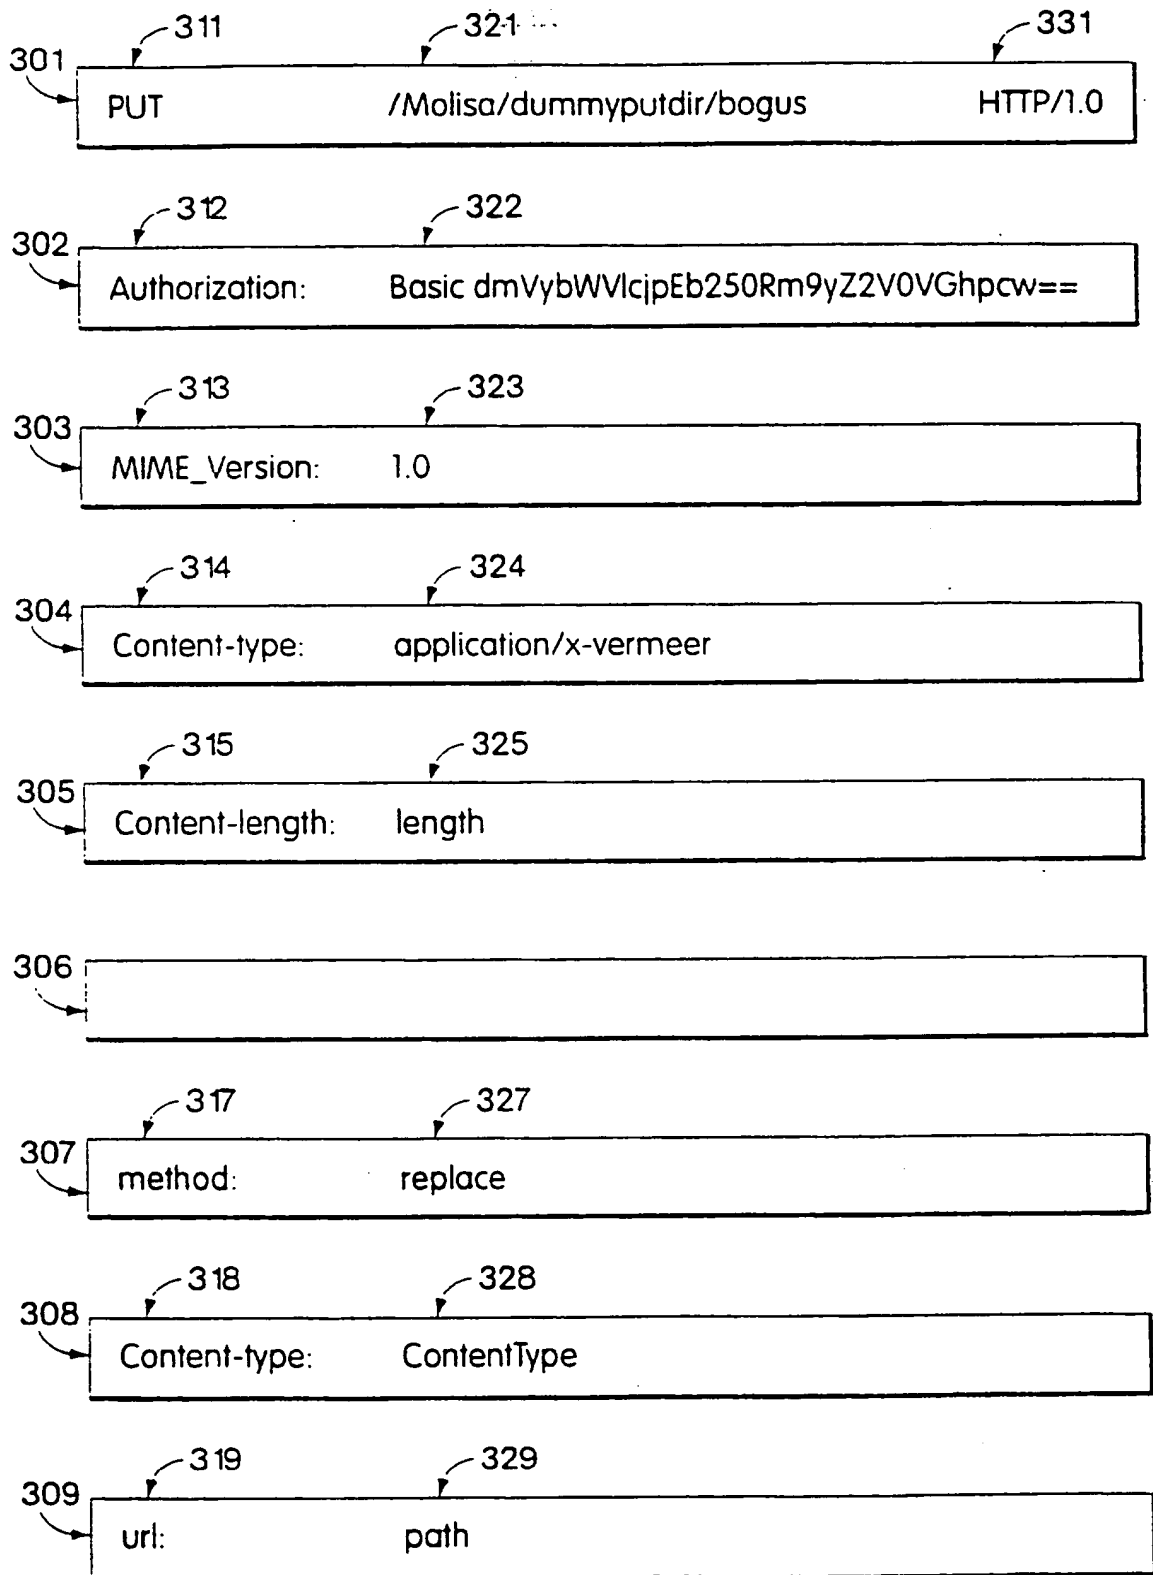 311 321 331
301
PUT /Molisa/dummyputdir/bogus HTTP/1.0
312 322
302
Authorization: Basic dmVybWVlcjpEb250Rm9yZ2V0VGhpcw==
313 323
303
MIME_Version: 1.0
314 324
304
Content-type: application/x-vermeer
315 325
305
Content-length: length
306
317 327
307
method: replace
318 328
308
Content-type: ContentType
319 329
309
url: path